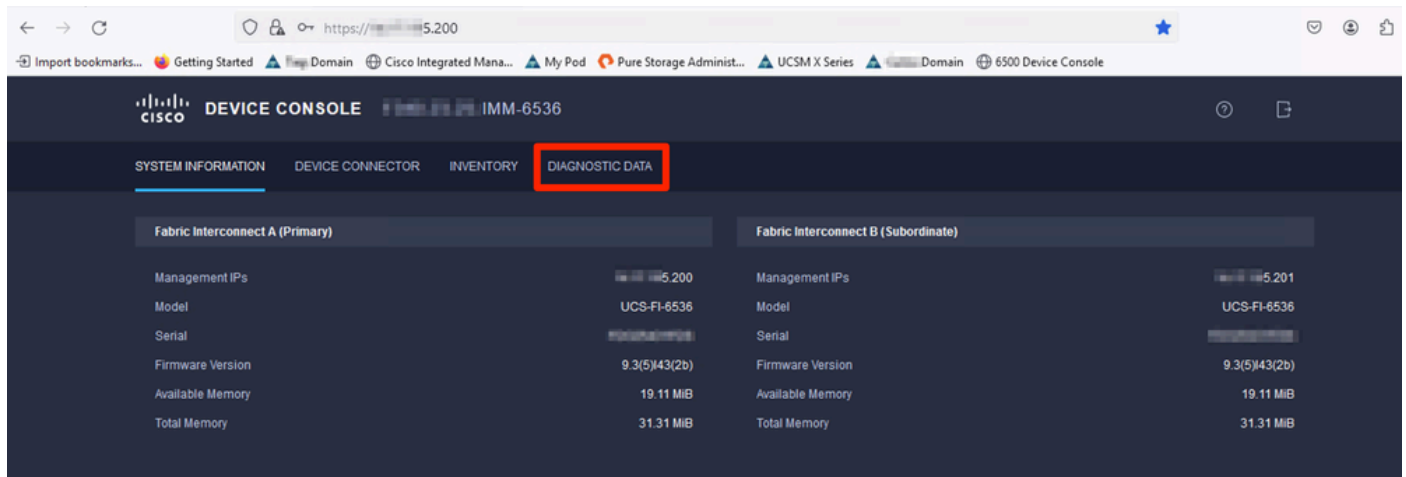 https:// 5.200
Import bookmarks... Getting Started Domain Cisco Integrated Mana... My Pod Pure Storage Administ... UCSM X Series Domain 6500 Device Console
CISCO DEVICE CONSOLE IMM-6536
SYSTEM INFORMATION DEVICE CONNECTOR INVENTORY DIAGNOSTIC DATA
Fabric Interconnect A (Primary) Fabric Interconnect B (Subordinate)
Management IPs 5.200 Management IPs 5.201
Model UCS-FI-6536 Model UCS-FI-6536
Serial Serial
Firmware Version 9.3(5)I43(2b) Firmware Version 9.3(5)I43(2b)
Available Memory 19.11 MiB Available Memory 19.11 MiB
Total Memory 31.31 MiB Total Memory 31.31 MiB